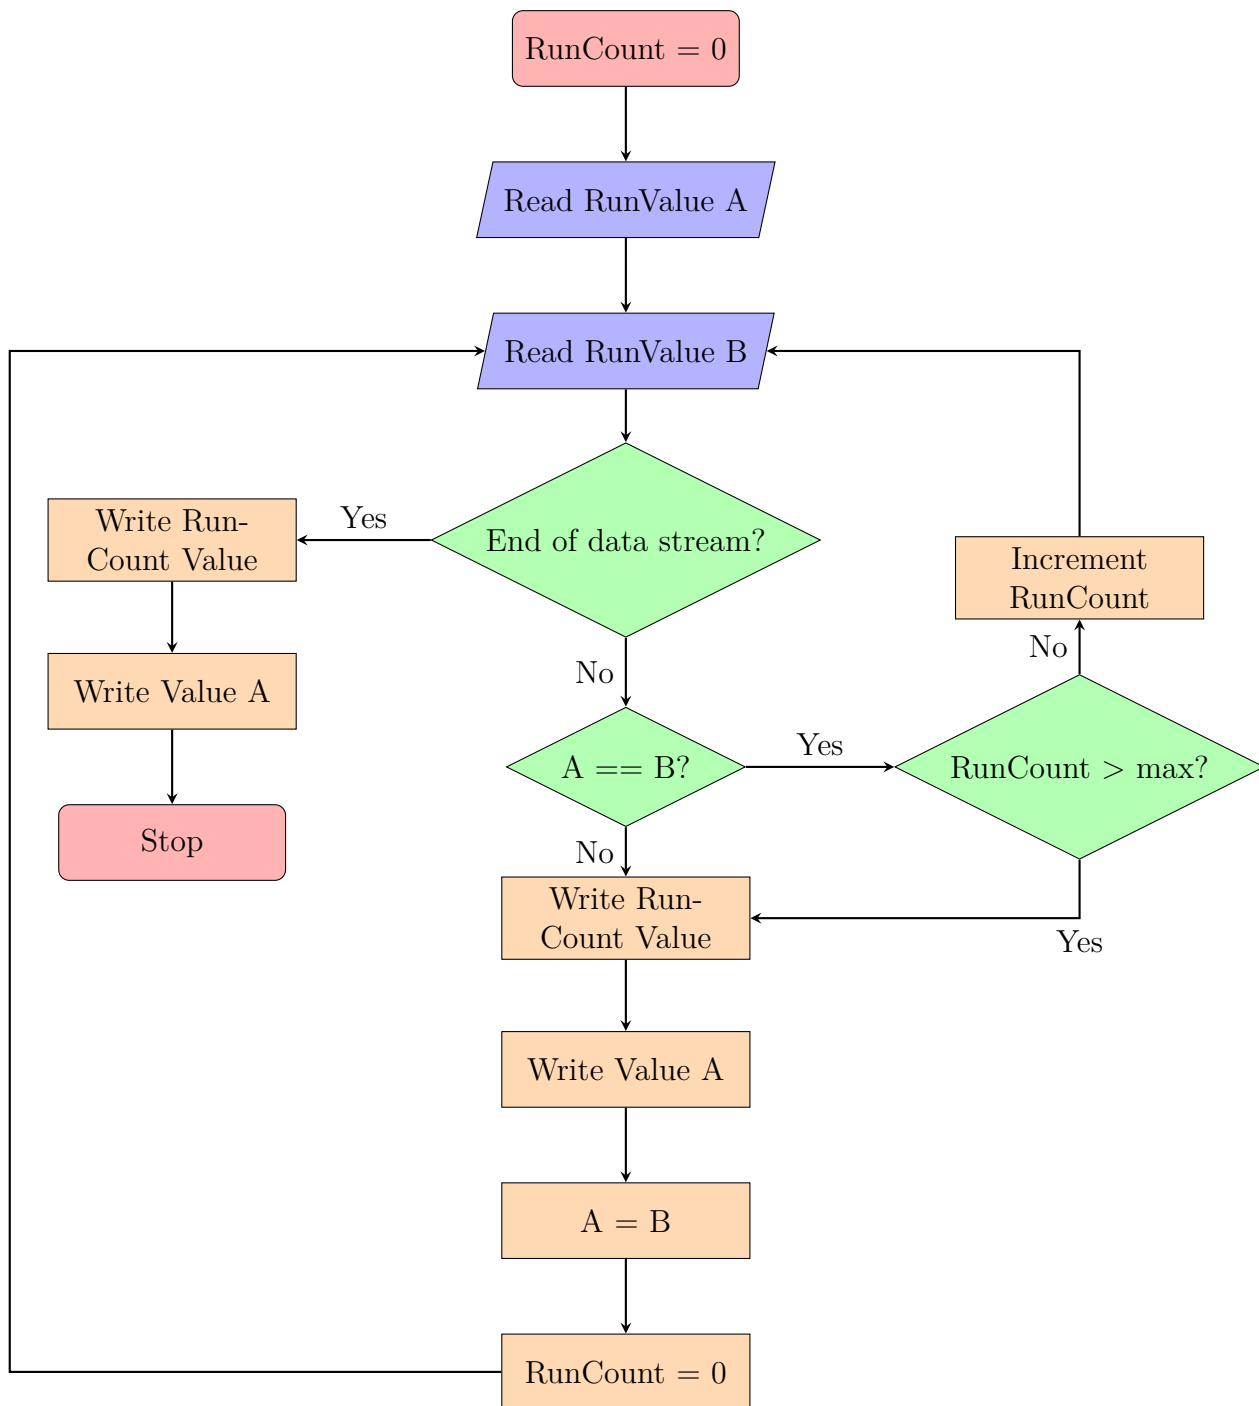 RunCount = 0
Read RunValue A
Read RunValue B
End of data stream?
Yes
Write Run-
Count Value
Write Value A
Stop
No
A == B?
Yes
RunCount > max?
No
Increment
RunCount
Yes
No
Write Run-
Count Value
Write Value A
A = B
RunCount = 0